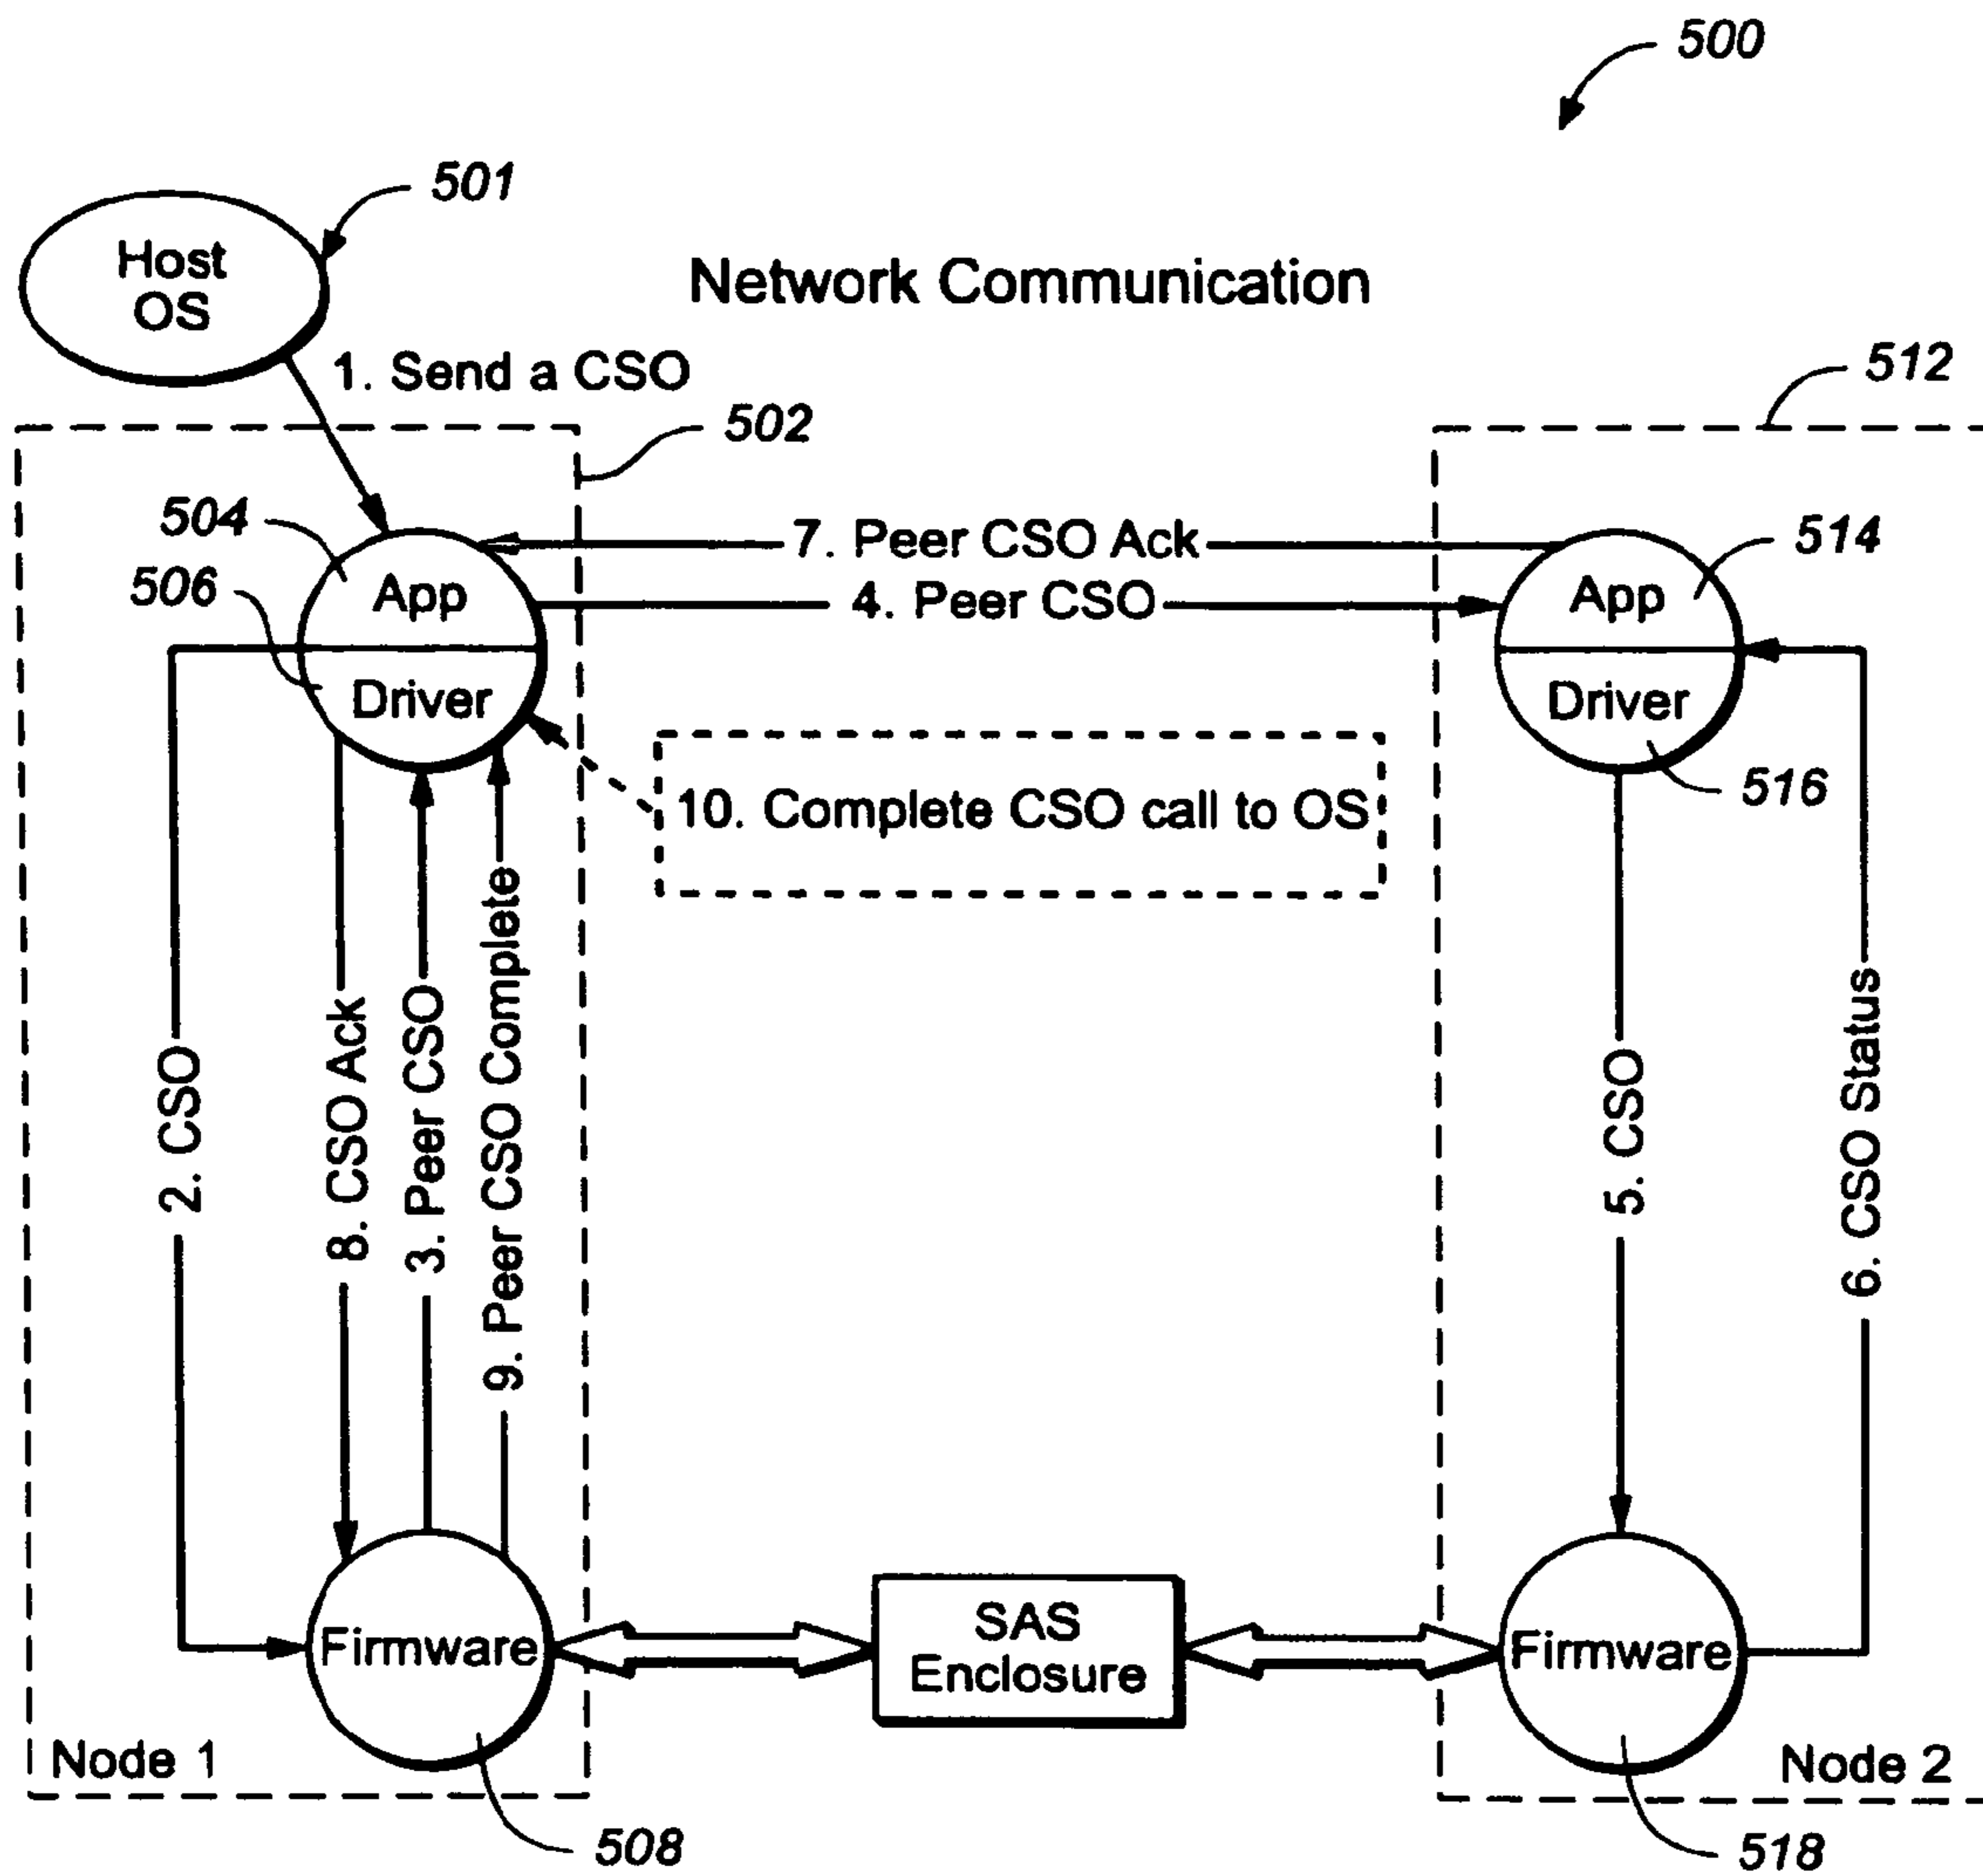 500
501
Host
OS
Network Communication
1. Send a CSO
512
502
504
7. Peer CSO Ack
514
506
App
4. Peer CSO
App
Driver
Driver
516
10. Complete CSO call to OS
2. CSO
8. CSO Ack
3. Peer CSO
9. Peer CSO Complete
5. CSO
6. CSO Status
Firmware
SAS
Enclosure
Firmware
Node 1
Node 2
508
518